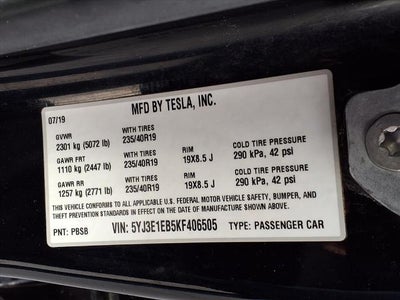 07/19 MFD BY TESLA, INC.
GVWR WITH TIRES
2301 kg (5072 lb) 235/40R19
GAWR FRT WITH TIRES RIM COLD TIRE PRESSURE
1110 kg (2447 lb) 235/40R19 19X8.5 J 290 kPa, 42 psi
GAWR RR WITH TIRES RIM COLD TIRE PRESSURE
1257 kg (2771 lb) 235/40R19 19X8.5 J 290 kPa, 42 psi
THIS VEHICLE CONFORMS TO ALL APPLICABLE U.S. FEDERAL MOTOR VEHICLE SAFETY, BUMPER, AND
THEFT PREVENTION STANDARDS IN EFFECT ON THE DATE OF MANUFACTURE SHOWN ABOVE.
PNT: PBSB VIN: 5YJ3E1EB5KF406505 TYPE: PASSENGER CAR